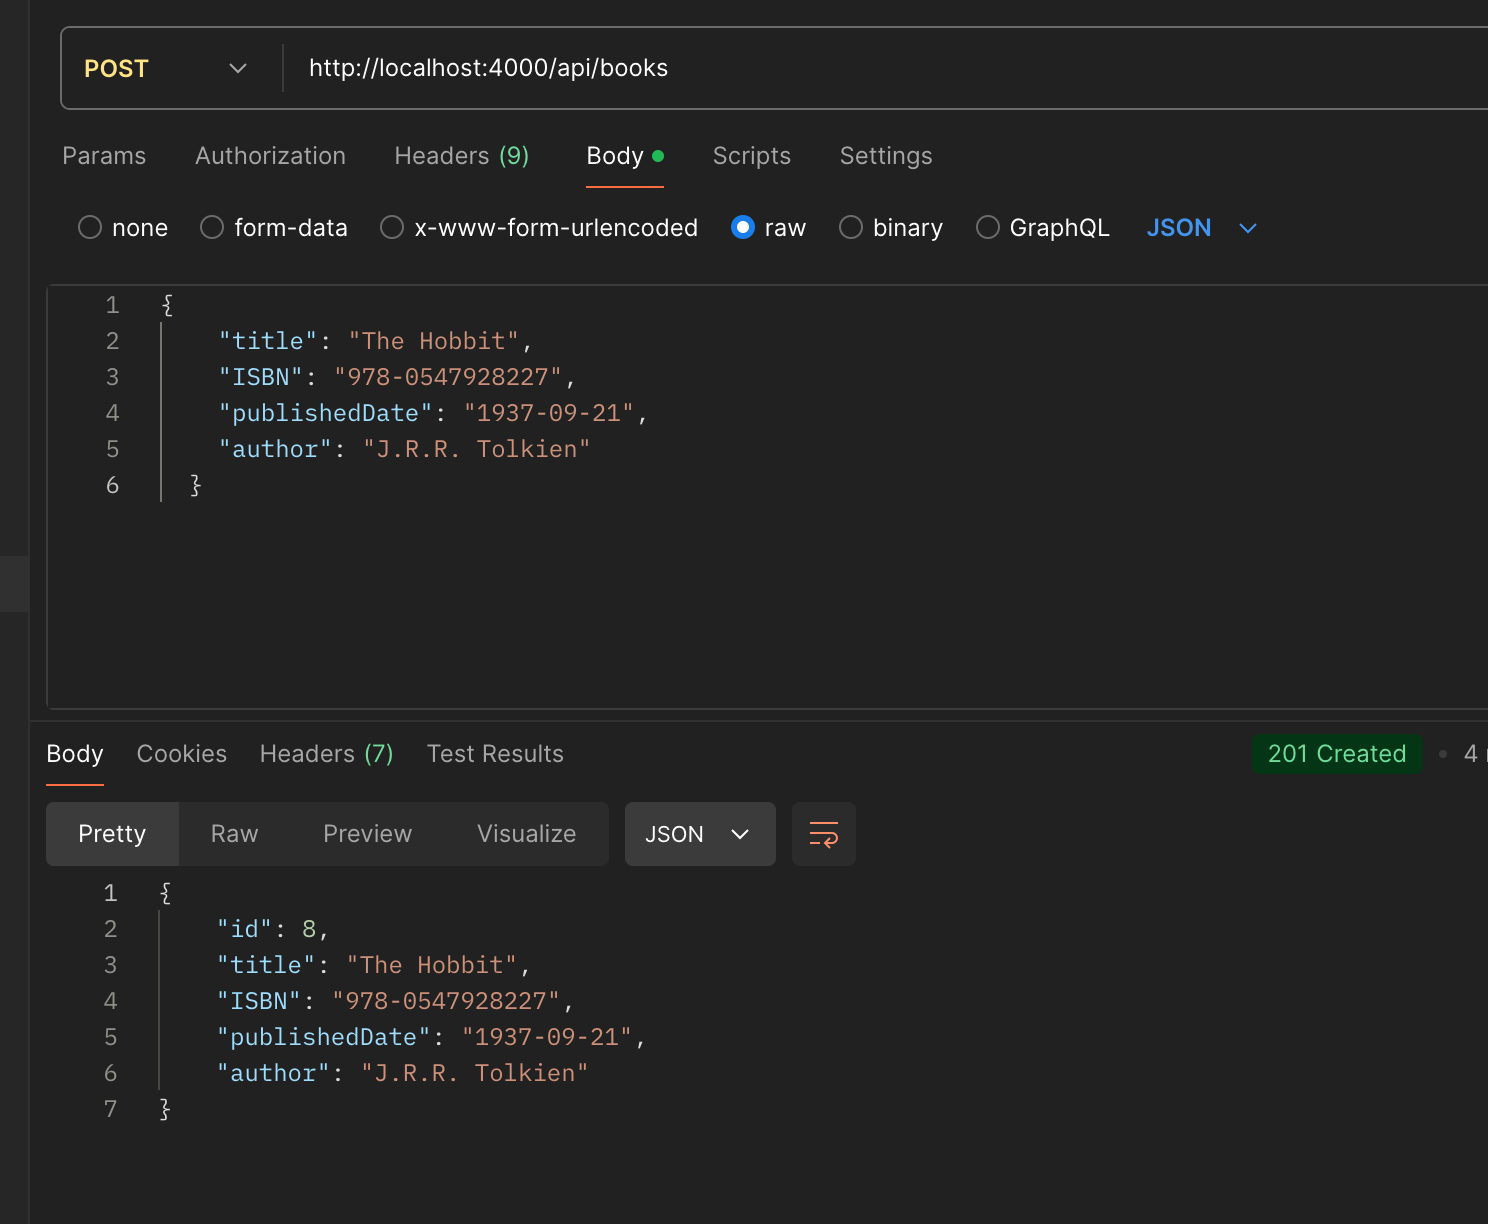 POST http://localhost:4000/api/books
Params Authorization Headers (9) Body Scripts Settings
none form-data x-www-form-urlencoded raw binary GraphQL JSON
1 {
2 "title": "The Hobbit",
3 "ISBN": "978-0547928227",
4 "publishedDate": "1937-09-21",
5 "author": "J.R.R. Tolkien"
6 }
Body Cookies Headers (7) Test Results 201 Created • 4
Pretty Raw Preview Visualize JSON
1 {
2 "id": 8,
3 "title": "The Hobbit",
4 "ISBN": "978-0547928227",
5 "publishedDate": "1937-09-21",
6 "author": "J.R.R. Tolkien"
7 }